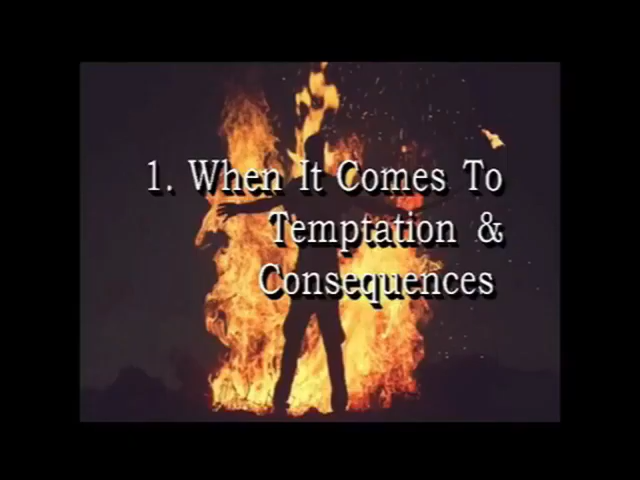 1. When It Comes To
Temptation &
Consequences